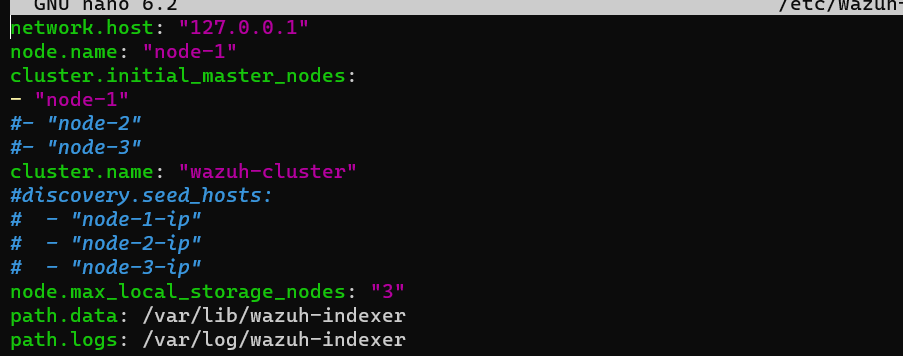 GNU nano 6.2 /etc/wazuh-
network.host: "127.0.0.1"
node.name: "node-1"
cluster.initial_master_nodes:
- "node-1"
#- "node-2"
#- "node-3"
cluster.name: "wazuh-cluster"
#discovery.seed_hosts:
#  - "node-1-ip"
#  - "node-2-ip"
#  - "node-3-ip"
node.max_local_storage_nodes: "3"
path.data: /var/lib/wazuh-indexer
path.logs: /var/log/wazuh-indexer